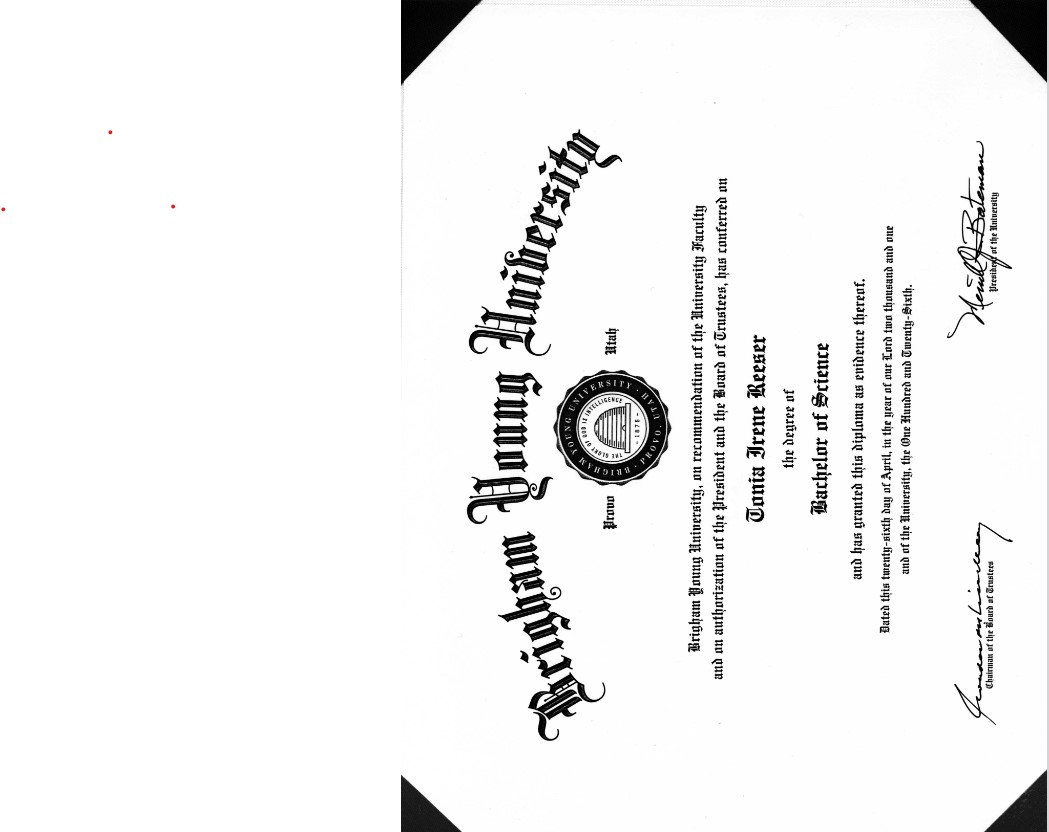 Brigham Young University
Provo
Utah
BRIGHAM YOUNG UNIVERSITY · PROVO, UTAH ·
THE GLORY OF GOD IS INTELLIGENCE
- 1875 -
Brigham Young University, on recommendation of the University Faculty
and on authorization of the President and the Board of Trustees, has conferred on
Tonia Irene Reeser
the degree of
Bachelor of Science
and has granted this diploma as evidence thereof.
Dated this twenty-sixth day of April, in the year of our Lord two thousand and one
and of the University, the One Hundred and Twenty-Sixth.
Chairman of the Board of Trustees
Merrill J. Bateman
President of the University